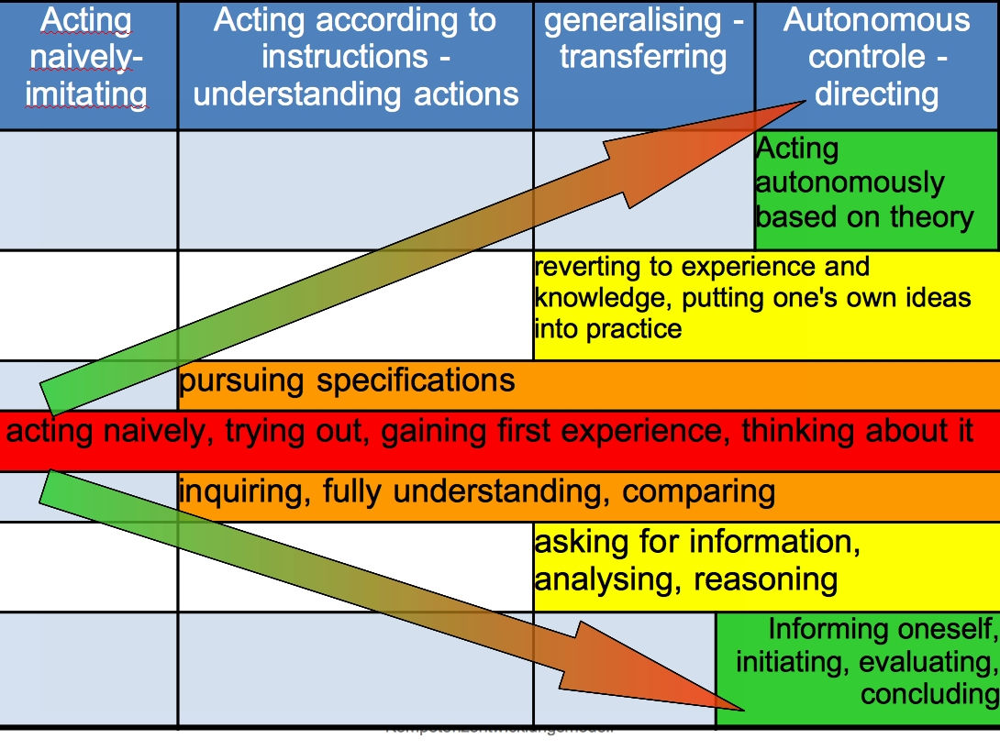 Acting
naively-
imitating
Acting according to
instructions -
understanding actions
generalising -
transferring
Autonomous
controle -
directing
Acting
autonomously
based on theory
reverting to experience and
knowledge, putting one's own ideas
into practice
pursuing specifications
acting naively, trying out, gaining first experience, thinking about it
inquiring, fully understanding, comparing
asking for information,
analysing, reasoning
Informing oneself,
initiating, evaluating,
concluding